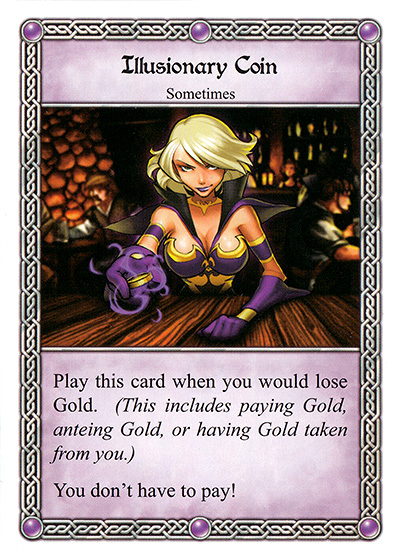 Illusionary Coin
Sometimes
Play this card when you would lose
Gold. (This includes paying Gold,
anteing Gold, or having Gold taken
from you.)
You don't have to pay!